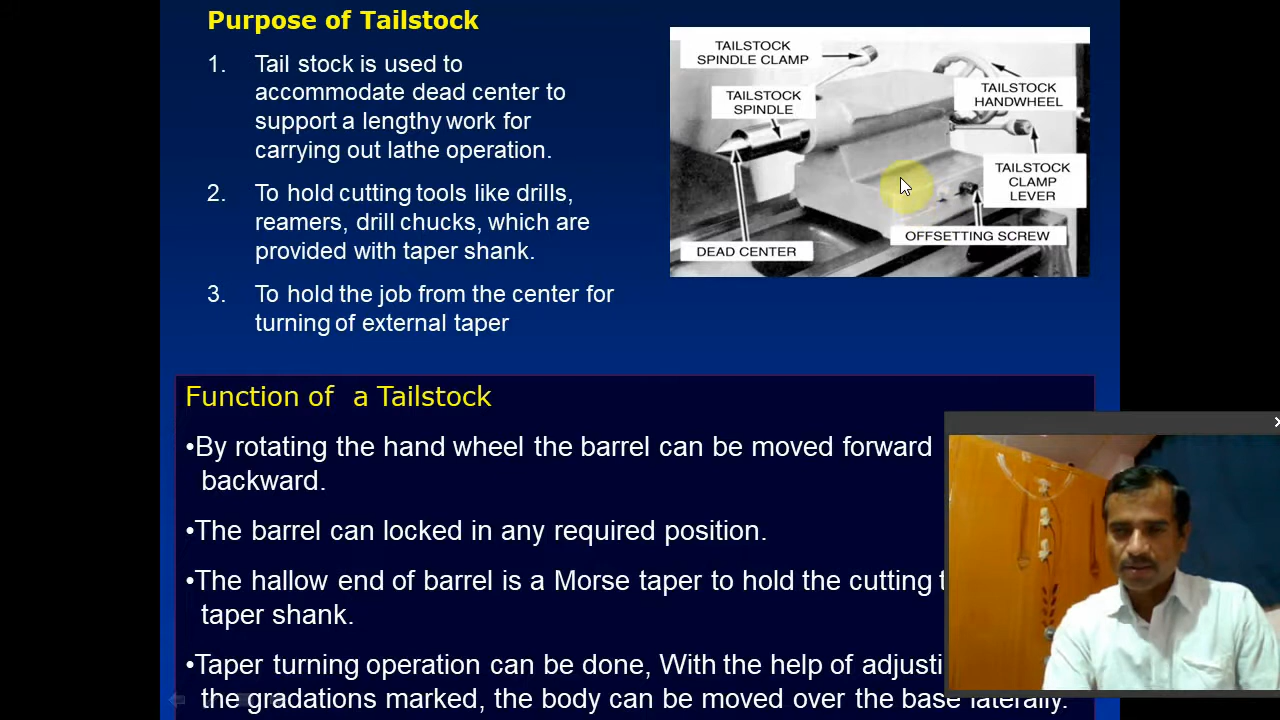 Purpose of Tailstock
1. Tail stock is used to
accommodate dead center to
support a lengthy work for
carrying out lathe operation.
2. To hold cutting tools like drills,
reamers, drill chucks, which are
provided with taper shank.
3. To hold the job from the center for
turning of external taper
TAILSTOCK
SPINDLE CLAMP
TAILSTOCK
SPINDLE
TAILSTOCK
HANDWHEEL
TAILSTOCK
CLAMP
LEVER
OFFSETTING SCREW
DEAD CENTER
Function of a Tailstock
•By rotating the hand wheel the barrel can be moved forward
backward.
•The barrel can locked in any required position.
•The hallow end of barrel is a Morse taper to hold the cutting
taper shank.
•Taper turning operation can be done, With the help of
the gradations marked, the body can be moved over the base laterally.